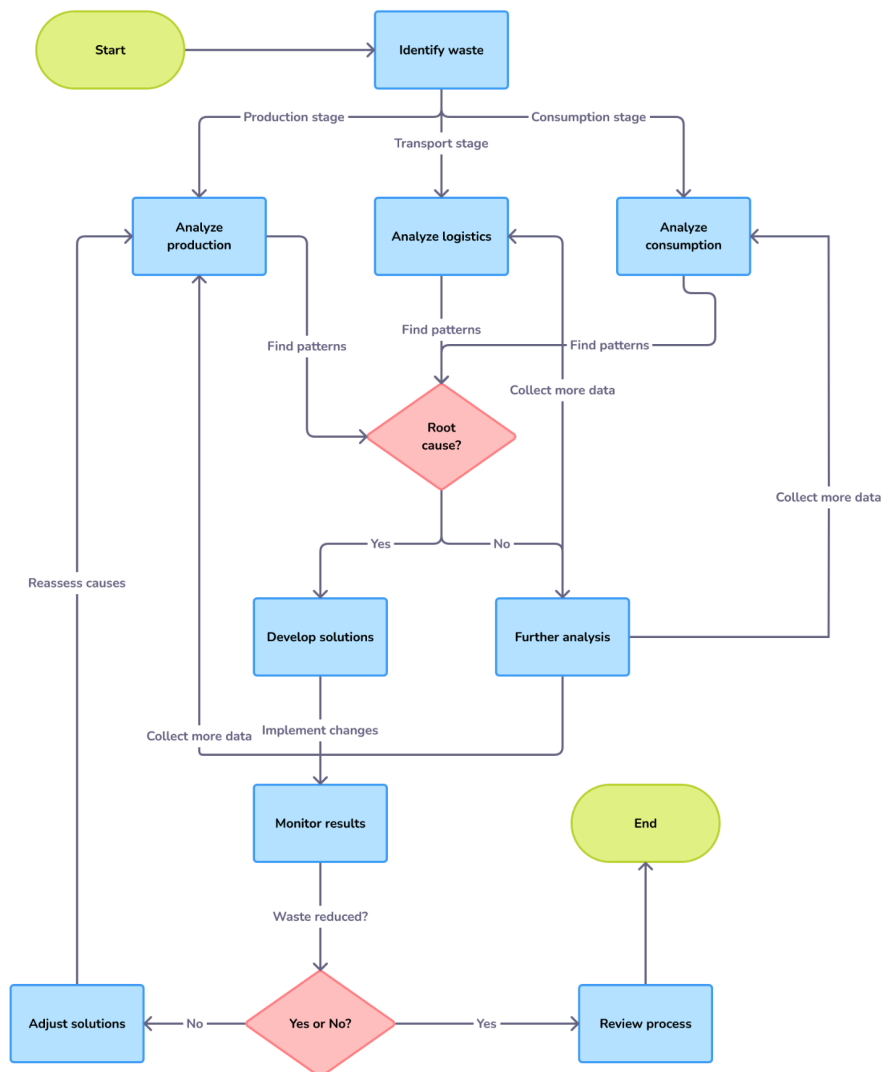 Start
Identify waste
Production stage
Consumption stage
Transport stage
Analyze
production
Analyze logistics
Analyze
consumption
Find patterns
Find patterns
Find patterns
Collect more data
Root
cause?
Collect more data
Yes
No
Reassess causes
Develop solutions
Further analysis
Implement changes
Collect more data
Monitor results
End
Waste reduced?
Adjust solutions
No
Yes or No?
Yes
Review process